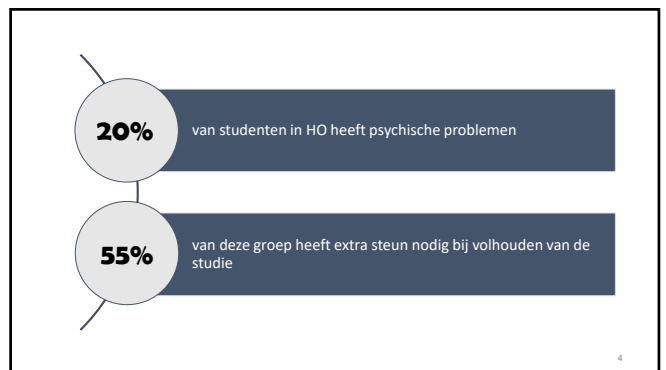 20%
van studenten in HO heeft psychische problemen
55%
van deze groep heeft extra steun nodig bij volhouden van de
studie
4